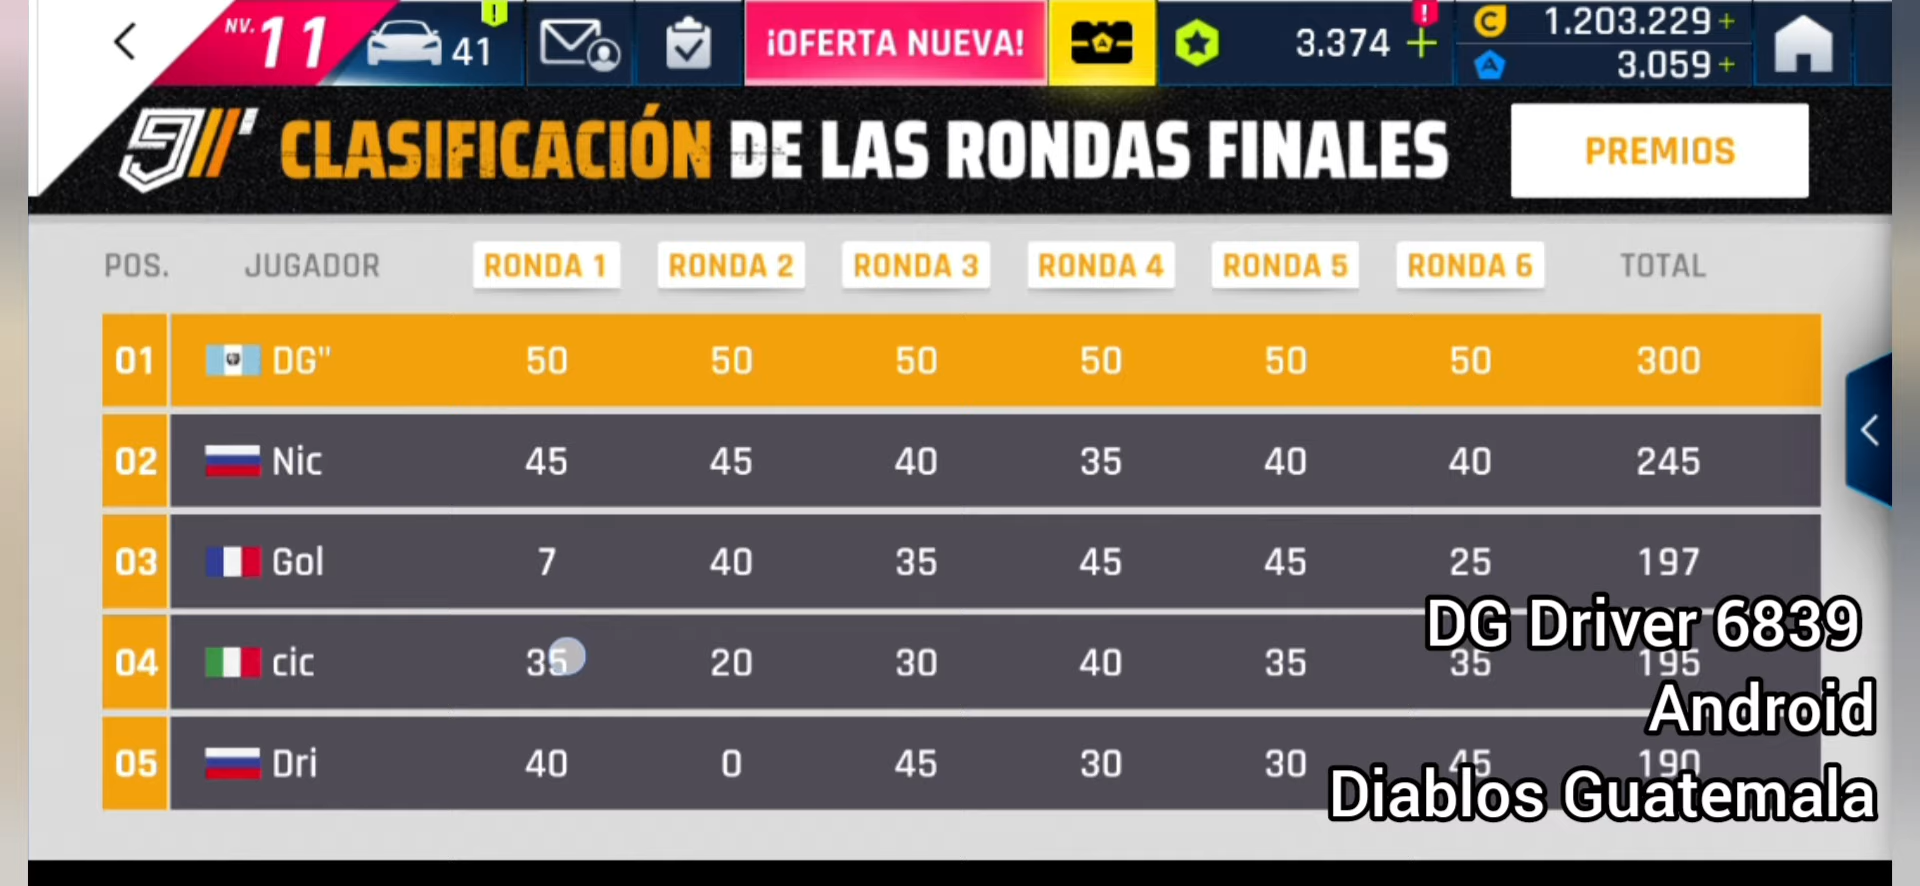 NV. 11 41 ¡OFERTA NUEVA! 3.374 + C 1.203.229 +
A 3.059 +
911 CLASIFICACIÓN DE LAS RONDAS FINALES PREMIOS
POS. JUGADOR RONDA 1 RONDA 2 RONDA 3 RONDA 4 RONDA 5 RONDA 6 TOTAL
01 DG" 50 50 50 50 50 50 300
02 Nic 45 45 40 35 40 40 245
03 Gol 7 40 35 45 45 25 197
DG Driver 6839
04 cic 35 20 30 40 35 35 195
Android
05 Dri 40 0 45 30 30 45 190
Diablos Guatemala